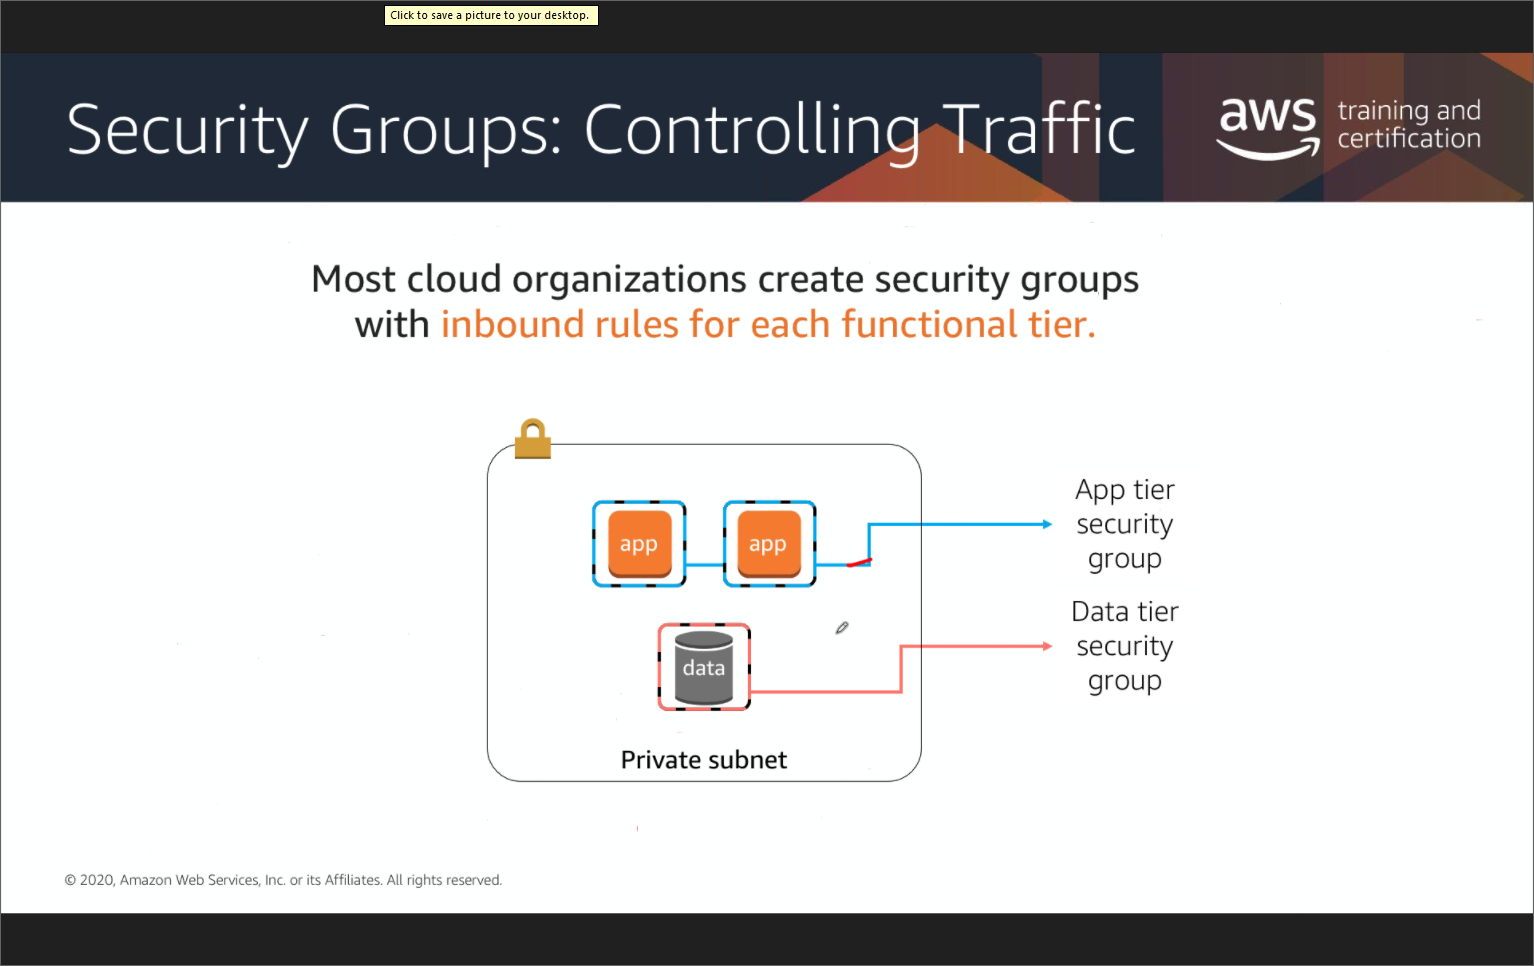 Click to save a picture to your desktop.
Security Groups: Controlling Traffic
aws
training and
certification
Most cloud organizations create security groups
with inbound rules for each functional tier.
app
app
App tier
security
group
data
Data tier
security
group
Private subnet
© 2020, Amazon Web Services, Inc. or its Affiliates. All rights reserved.